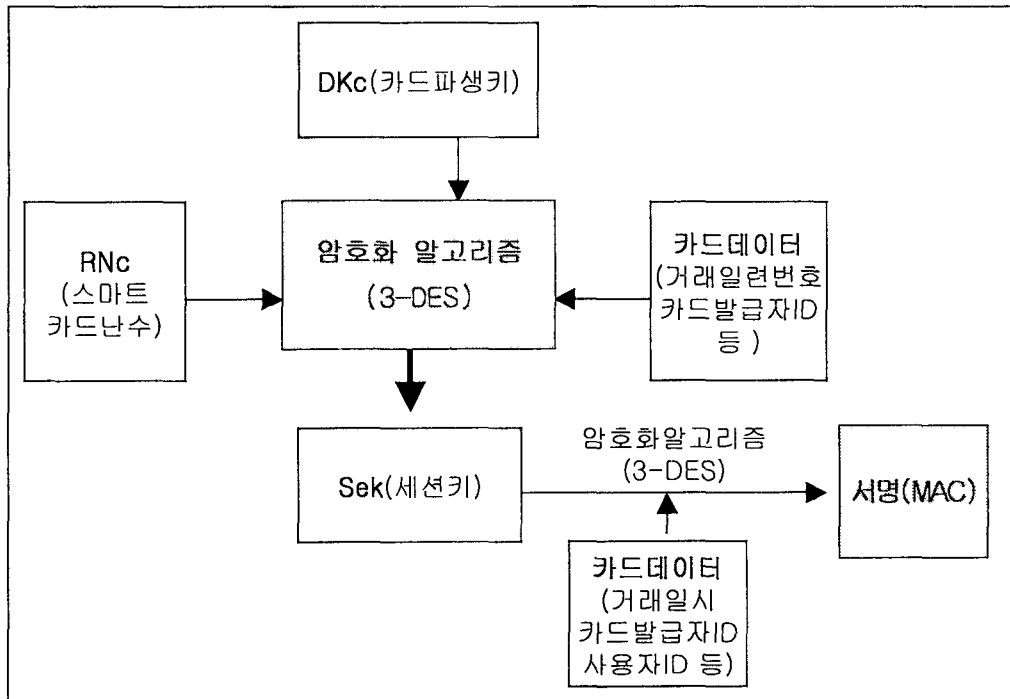 DKc(카드파생키)
RNc
(스마트
카드난수)
암호화 알고리즘
(3-DES)
카드데이터
(거래일련번호
카드발급자ID
등 )
Sek(세션키)
암호화알고리즘
(3-DES)
서명(MAC)
카드데이터
(거래일시
카드발급자ID
사용자ID 등)